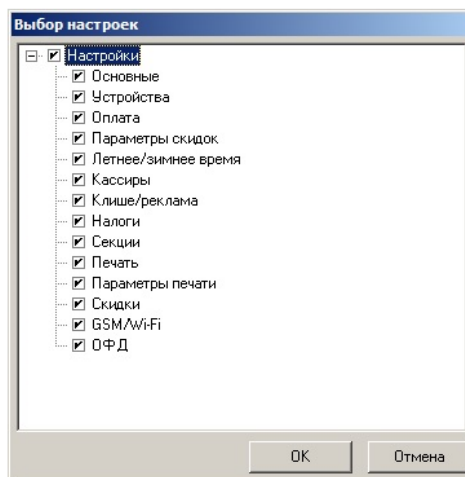 Выбор настроек
Настройки
Основные
Устройства
Оплата
Параметры скидок
Летнее/зимнее время
Кассиры
Клише/реклама
Налоги
Секции
Печать
Параметры печати
Скидки
GSM/Wi-Fi
ОФД
OK
Отмена